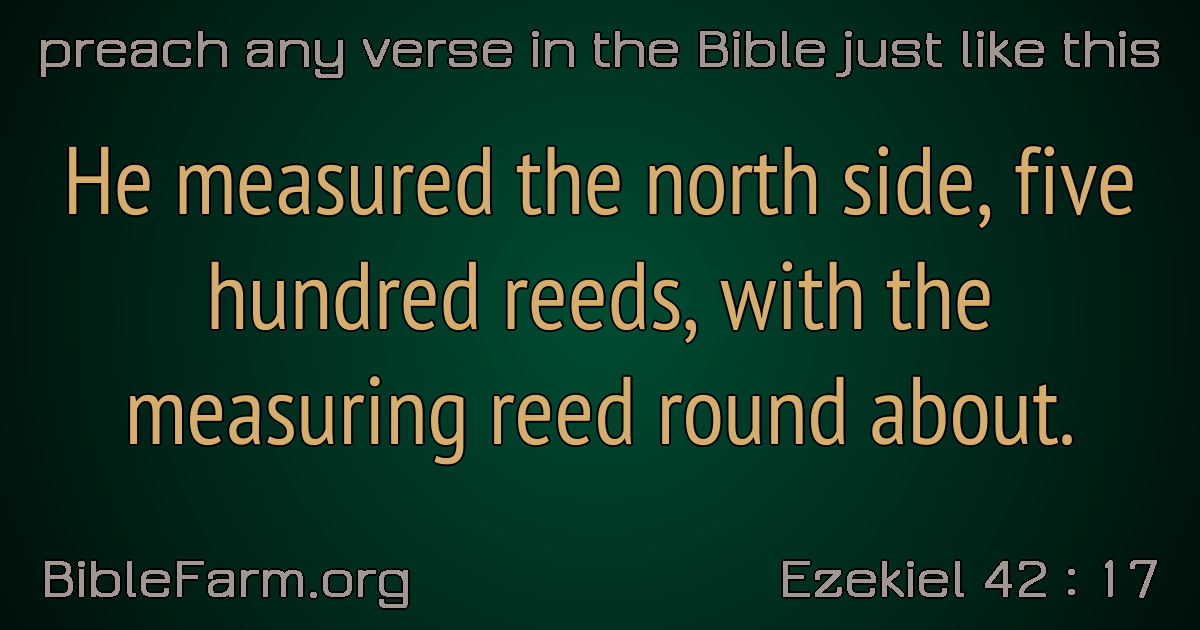 preach any verse in the Bible just like this
He measured the north side, five
hundred reeds, with the
measuring reed round about.
BibleFarm.org
Ezekiel 42 : 17